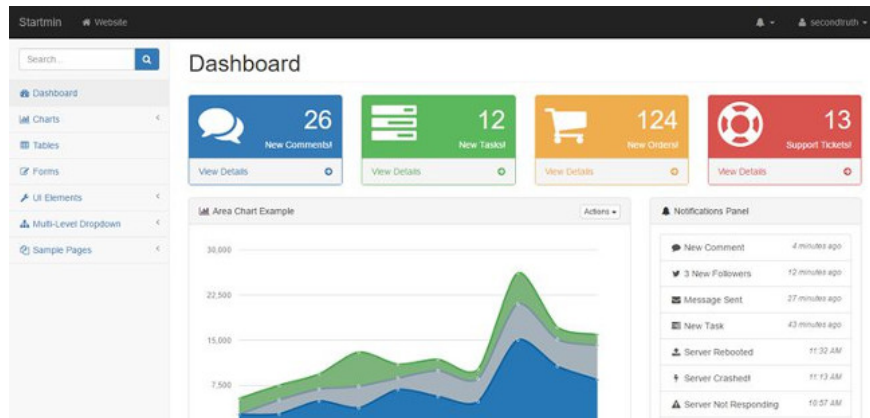 Startmin Website secondtruth
Search...
Dashboard
Dashboard
Charts
Tables
Forms
UI Elements
Multi-Level Dropdown
Sample Pages
26
New Comments!
View Details
12
New Tasks!
View Details
124
New Orders!
View Details
13
Support Tickets!
View Details
Area Chart Example Actions
30,000
22,500
15,000
7,500
Notifications Panel
New Comment 4 minutes ago
3 New Followers 12 minutes ago
Message Sent 27 minutes ago
New Task 43 minutes ago
Server Rebooted 11:32 AM
Server Crashed! 11:13 AM
Server Not Responding 10:57 AM